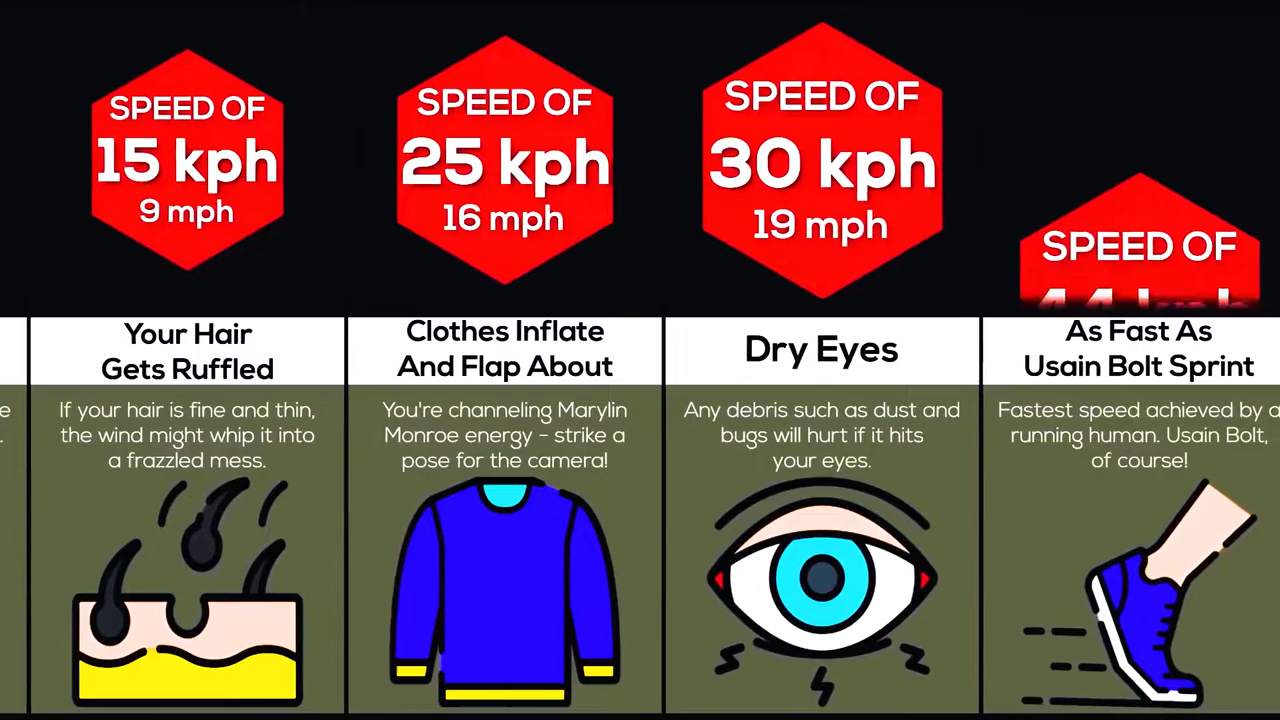 SPEED OF
15 kph
9 mph
Your Hair
Gets Ruffled
If your hair is fine and thin,
the wind might whip it into
a frazzled mess.
SPEED OF
25 kph
16 mph
Clothes Inflate
And Flap About
You're channeling Marylin
Monroe energy - strike a
pose for the camera!
SPEED OF
30 kph
19 mph
Dry Eyes
Any debris such as dust and
bugs will hurt if it hits
your eyes.
SPEED OF
As Fast As
Usain Bolt Sprint
Fastest speed achieved by a
running human. Usain Bolt,
of course!